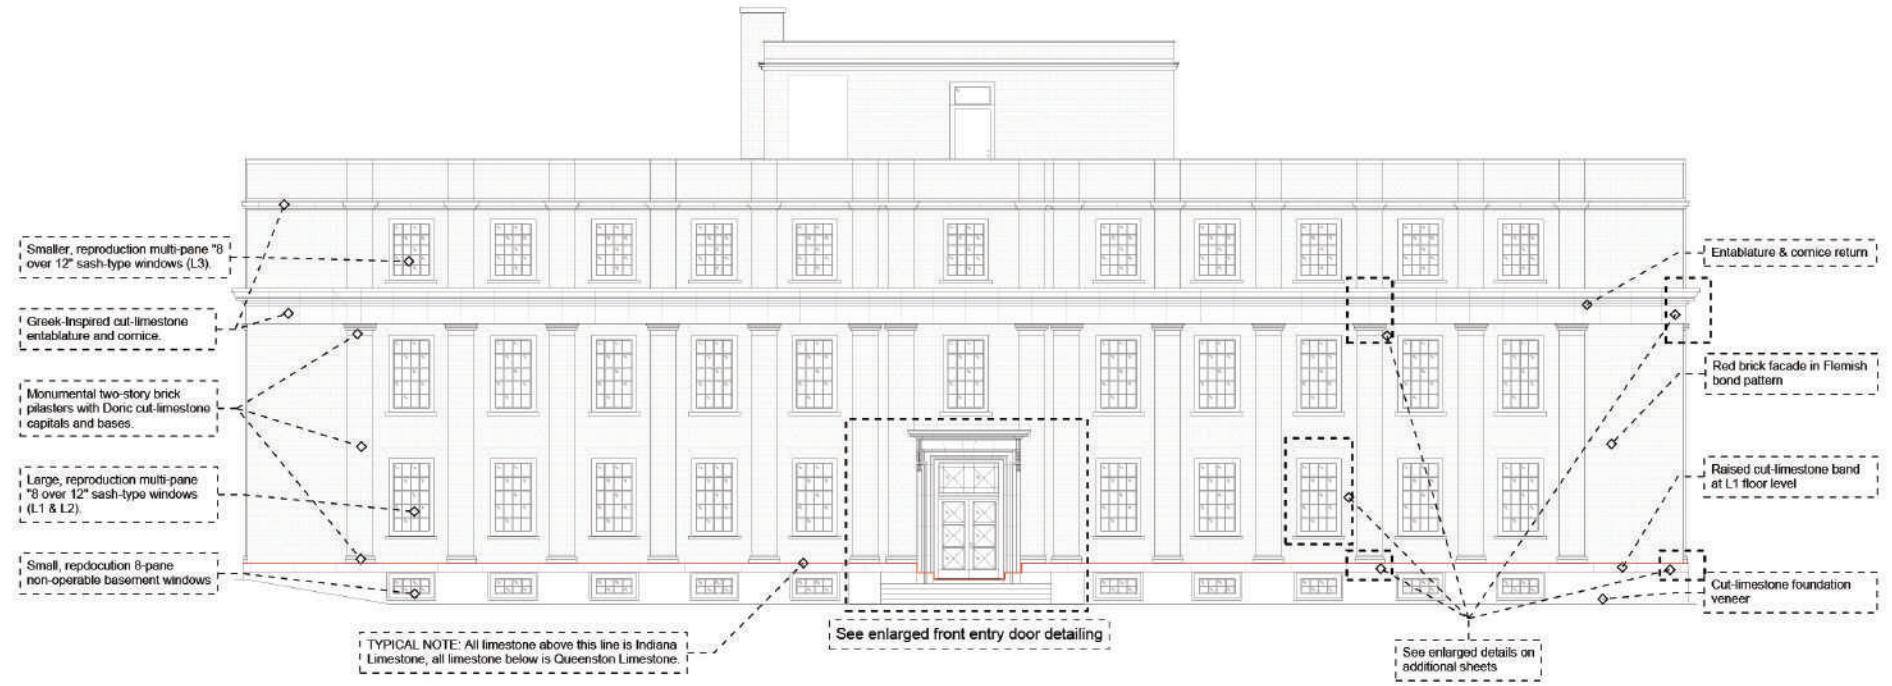 Smaller, reproduction multi-pane "8
over 12" sash-type windows (L3).
Greek-Inspired cut-limestone
entablature and cornice.
Monumental two-story brick
pilasters with Doric cut-limestone
capitals and bases.
Large, reproduction multi-pane
"8 over 12" sash-type windows
(L1 & L2).
Small, repdocution 8-pane
non-operable basement windows
TYPICAL NOTE: All limestone above this line is Indiana
Limestone, all limestone below is Queenston Limestone.
See enlarged front entry door detailing
Entablature & cornice return
Red brick facade in Flemish
bond pattern
Raised cut-limestone band
at L1 floor level
Cut-limestone foundation
veneer
See enlarged details on
additional sheets